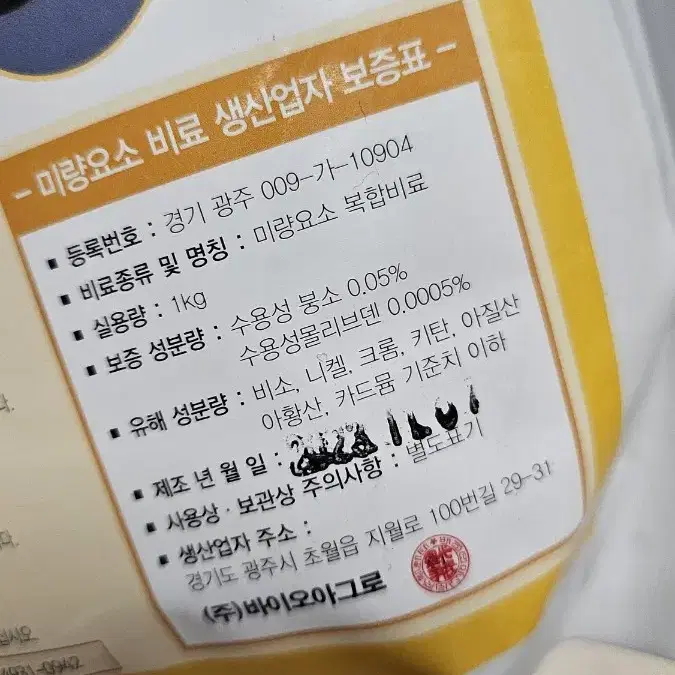 - 미량요소 비료 생산업자 보증표 -
▪ 등록번호 : 경기 광주 009-가-10904
▪ 비료종류 및 명칭 : 미량요소 복합비료
▪ 실용량 : 1kg
▪ 보증 성분량 : 수용성 붕소 0.05%
수용성몰리브덴 0.0005%
▪ 유해 성분량 : 비소, 니켈, 크롬, 키탄, 아질산
아황산, 카드뮴 기준치 이하
▪ 제조 년 월 일 :
▪ 사용상 · 보관상 주의사항 : 별도표기
▪ 생산업자 주소 :
경기도 광주시 초월읍 지월로 100번길 29-31
(주)바이오아그로